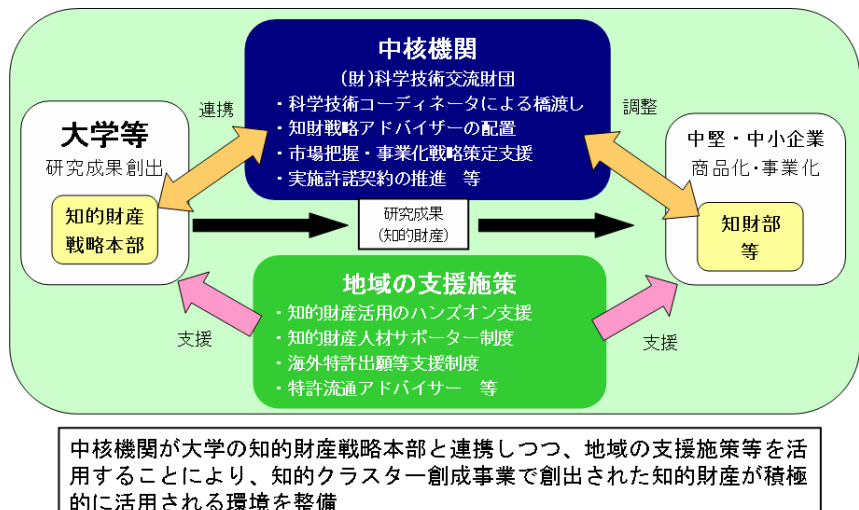 中核機関
(財)科学技術交流財団
・科学技術コーディネータによる橋渡し
・知財戦略アドバイザーの配置
・市場把握・事業化戦略策定支援
・実施許諾契約の推進　等
連携
調整
大学等
研究成果創出
知的財産
戦略本部
研究成果
(知的財産)
中堅・中小企業
商品化・事業化
知財部
等
地域の支援施策
・知的財産活用のハンズオン支援
・知的財産人材サポーター制度
・海外特許出願等支援制度
・特許流通アドバイサー　等
支援
支援
中核機関が大学の知的財産戦略本部と連携しつつ、地域の支援施策等を活
用することにより、知的クラスター創成事業で創出された知的財産が積極
的に活用される環境を整備